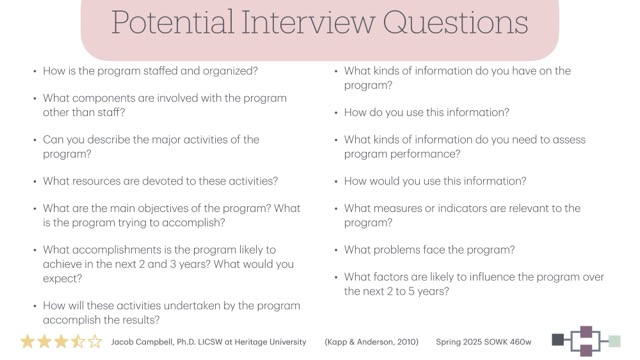 Potential Interview Questions
• How is the program staffed and organized?
• What components are involved with the program
other than staff?
• Can you describe the major activities of the
program?
• What resources are devoted to these activities?
• What are the main objectives of the program? What
is the program trying to accomplish?
• What accomplishments is the program likely to
achieve in the next 2 and 3 years? What would you
expect?
• How will these activities undertaken by the program
accomplish the results?
• What kinds of information do you have on the
program?
• How do you use this information?
• What kinds of information do you need to assess
program performance?
• How would you use this information?
• What measures or indicators are relevant to the
program?
• What problems face the program?
• What factors are likely to influence the program over
the next 2 to 5 years?
Jacob Campbell, Ph.D. LICSW at Heritage University (Kapp & Anderson, 2010) Spring 2025 SOWK 460w